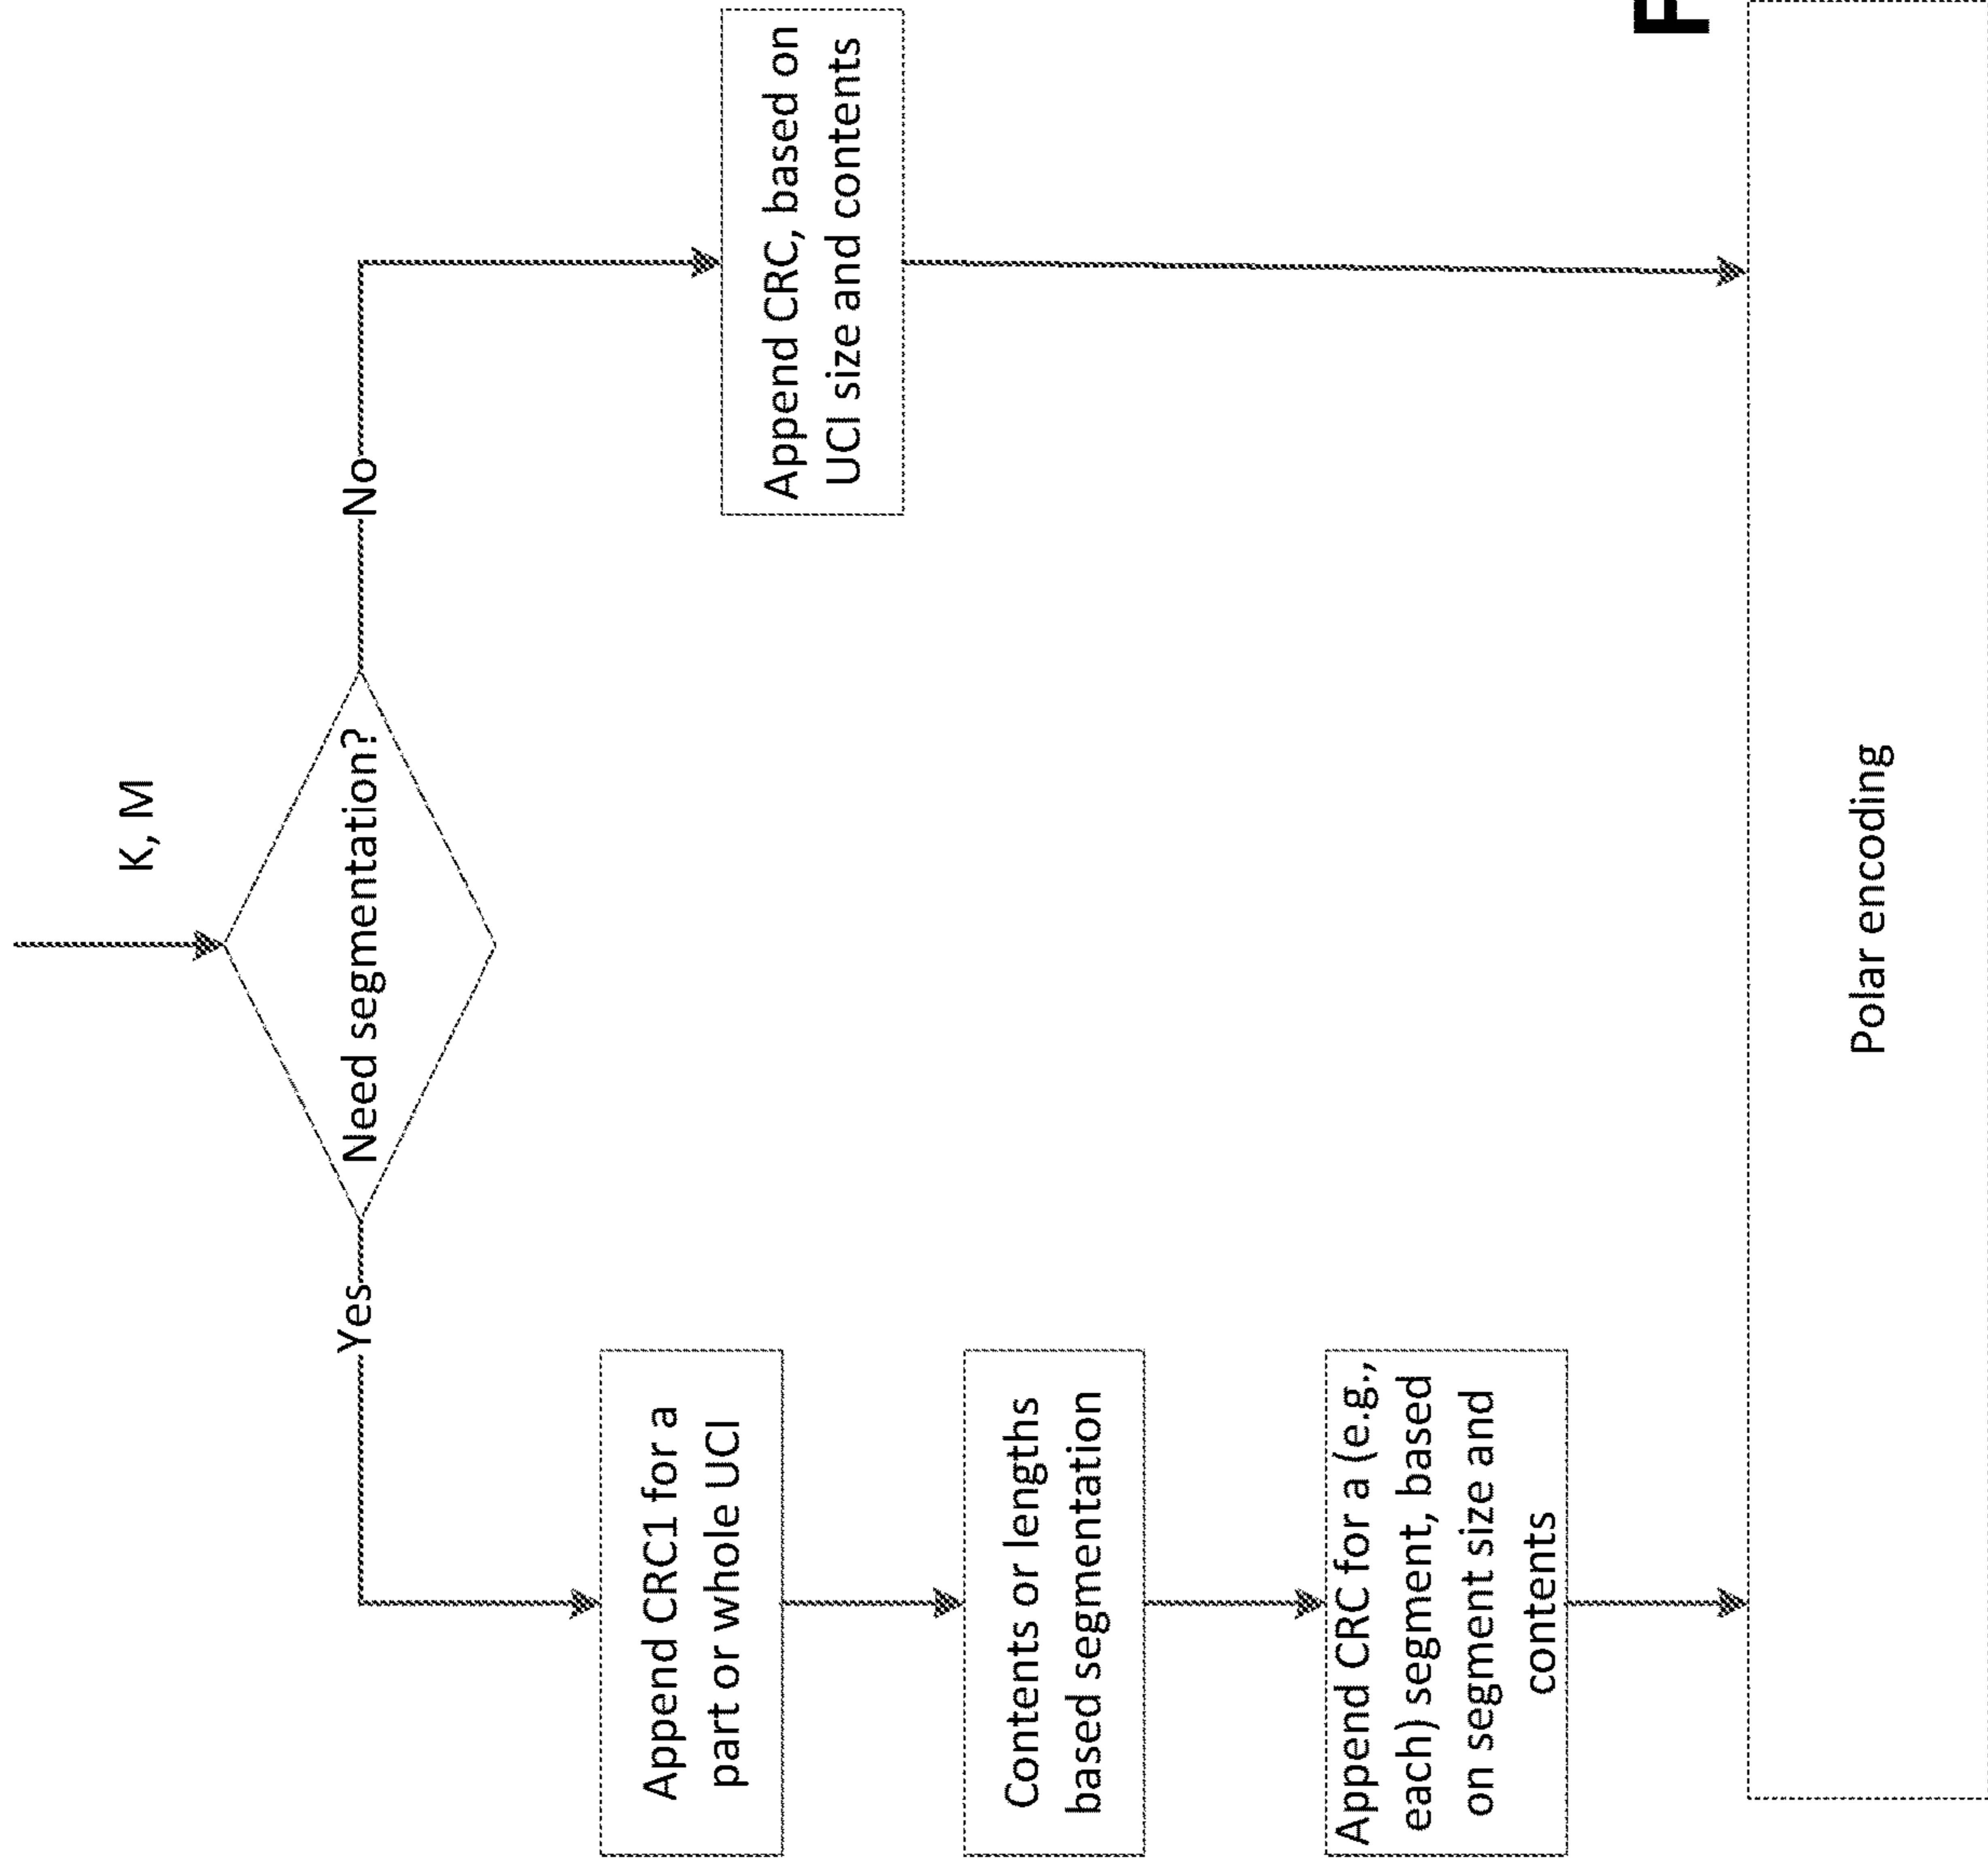 K, M
Need segmentation?
Yes
No
Append CRC1 for a
part or whole UCI
Contents or lengths
based segmentation
Append CRC for a (e.g.,
each) segment, based
on segment size and
contents
Append CRC, based on
UCI size and contents
Polar encoding
F